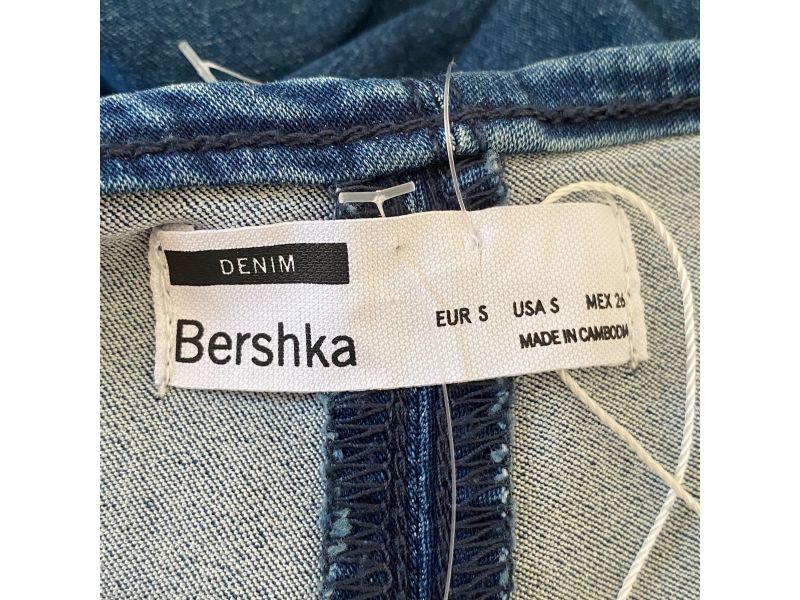 DENIM
Bershka
EUR S USA S MEX 26
MADE IN CAMBODIA